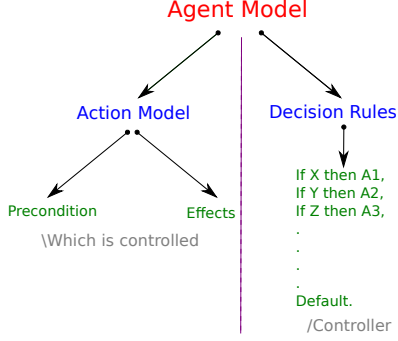 Agent Model
Action Model
Decision Rules
Precondition
Effects
\Which is controlled
If X then A1,
If Y then A2,
If Z then A3,
.
.
.
.
Default.
/Controller